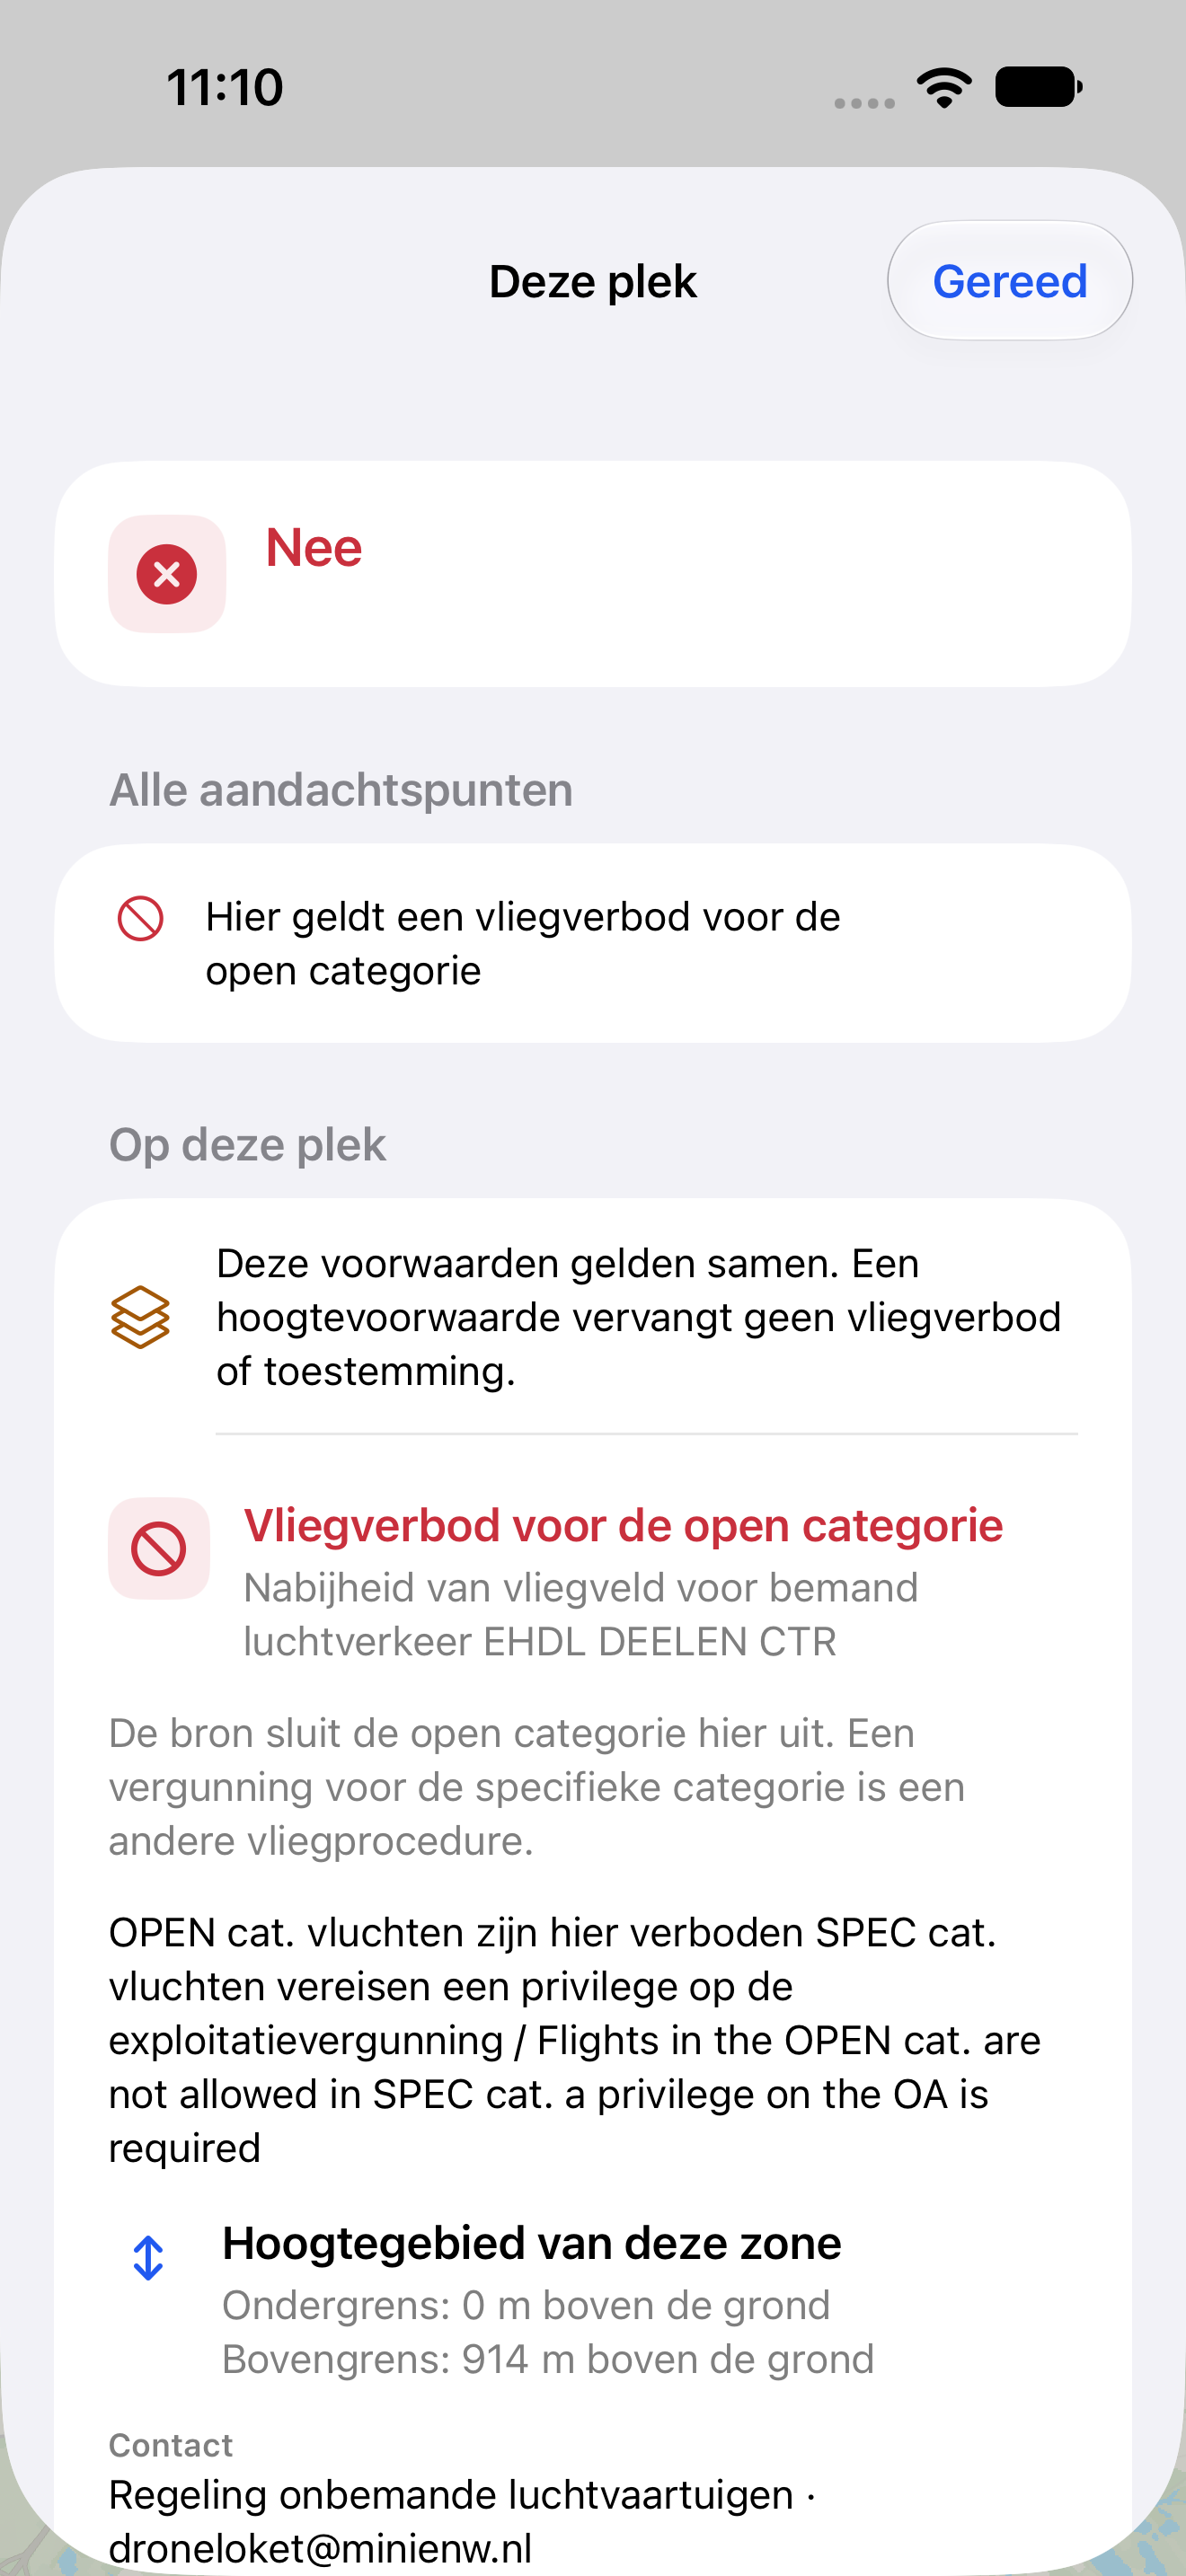 11:10
Deze plek
Gereed
Nee
Alle aandachtspunten
Hier geldt een vliegverbod voor de
open categorie
Op deze plek
Deze voorwaarden gelden samen. Een
hoogtevoorwaarde vervangt geen vliegverbod
of toestemming.
Vliegverbod voor de open categorie
Nabijheid van vliegveld voor bemand
luchtverkeer EHDL DEELEN CTR
De bron sluit de open categorie hier uit. Een
vergunning voor de specifieke categorie is een
andere vliegprocedure.
OPEN cat. vluchten zijn hier verboden SPEC cat.
vluchten vereisen een privilege op de
exploitatievergunning / Flights in the OPEN cat. are
not allowed in SPEC cat. a privilege on the OA is
required
Hoogtegebied van deze zone
Ondergrens: 0 m boven de grond
Bovengrens: 914 m boven de grond
Contact
Regeling onbemande luchtvaartuigen ·
droneloket@minienw.nl